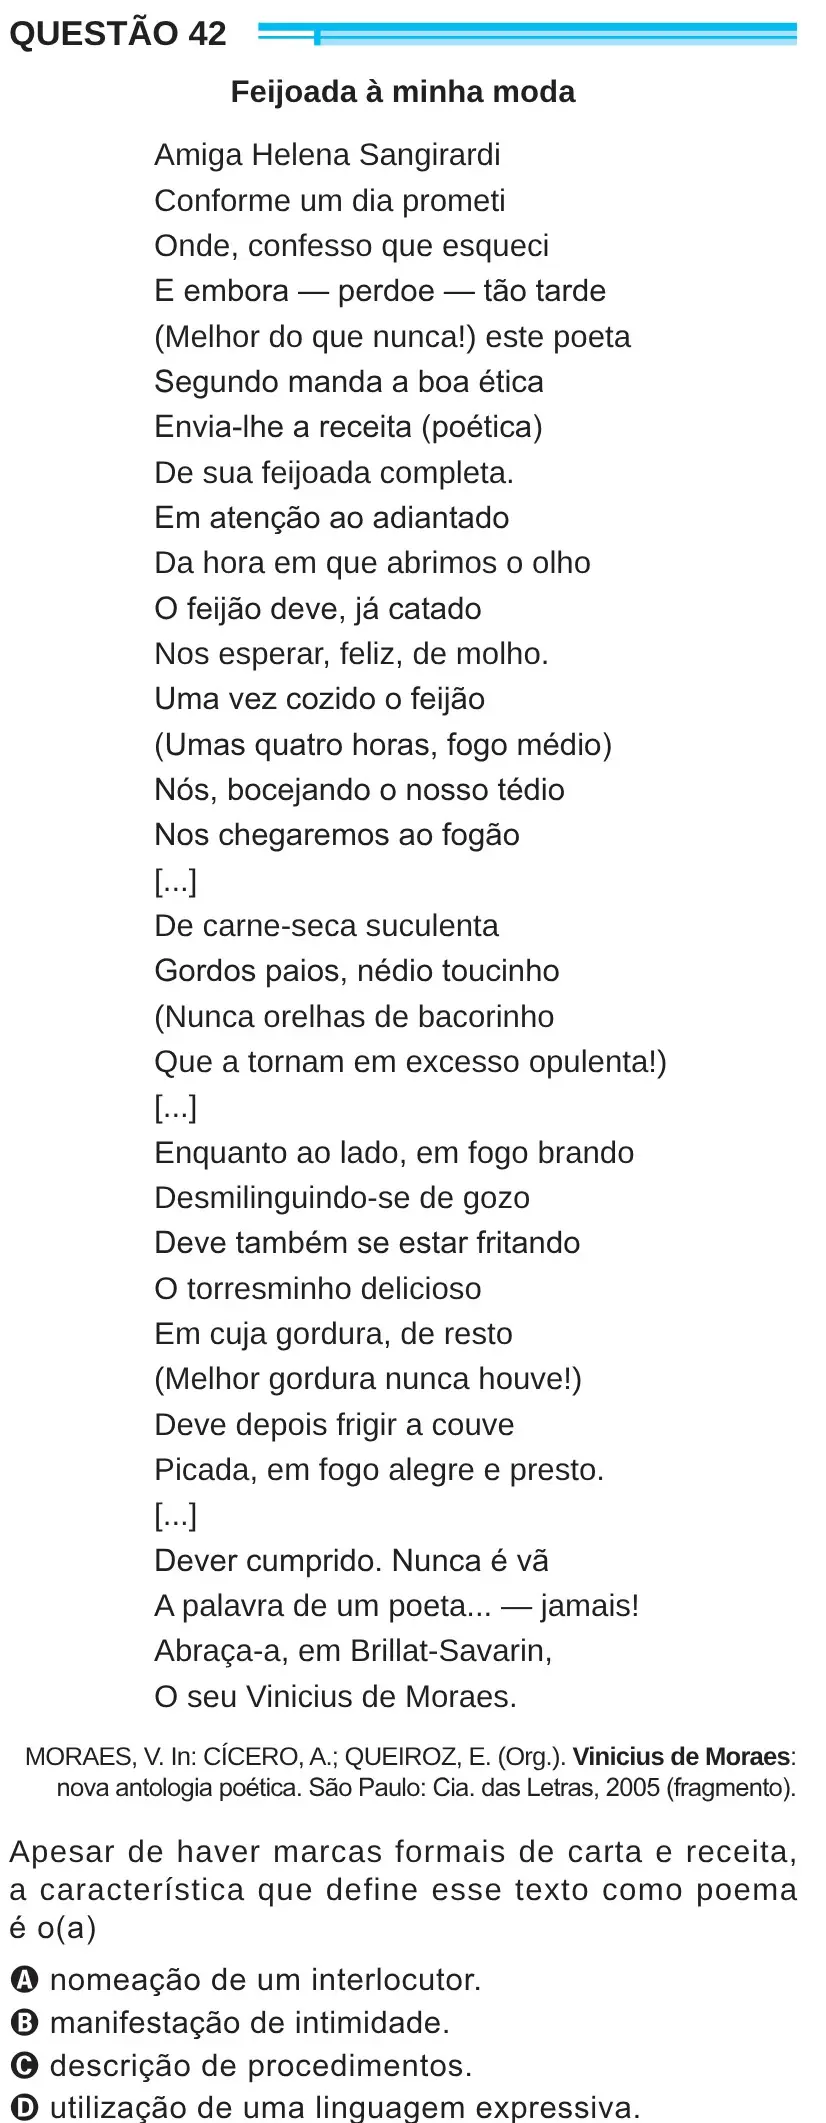 QUESTÃO 42
Feijoada à minha moda
Amiga Helena Sangirardi
Conforme um dia prometi
Onde, confesso que esqueci
E embora — perdoe — tão tarde
(Melhor do que nunca!) este poeta
Segundo manda a boa ética
Envia-lhe a receita (poética)
De sua feijoada completa.
Em atenção ao adiantado
Da hora em que abrimos o olho
O feijão deve, já catado
Nos esperar, feliz, de molho.
Uma vez cozido o feijão
(Umas quatro horas, fogo médio)
Nós, bocejando o nosso tédio
Nos chegaremos ao fogão
[...]
De carne-seca suculenta
Gordos paios, nédio toucinho
(Nunca orelhas de bacorinho
Que a tornam em excesso opulenta!)
[...]
Enquanto ao lado, em fogo brando
Desmilinguindo-se de gozo
Deve também se estar fritando
O torresminho delicioso
Em cuja gordura, de resto
(Melhor gordura nunca houve!)
Deve depois frigir a couve
Picada, em fogo alegre e presto.
[...]
Dever cumprido. Nunca é vã
A palavra de um poeta... — jamais!
Abraça-a, em Brillat-Savarin,
O seu Vinicius de Moraes.
MORAES, V. In: CÍCERO, A.; QUEIROZ, E. (Org.). Vinicius de Moraes:
nova antologia poética. São Paulo: Cia. das Letras, 2005 (fragmento).
Apesar de haver marcas formais de carta e receita,
a característica que define esse texto como poema
é o(a)
A nomeação de um interlocutor.
B manifestação de intimidade.
C descrição de procedimentos.
D utilização de uma linguagem expressiva.